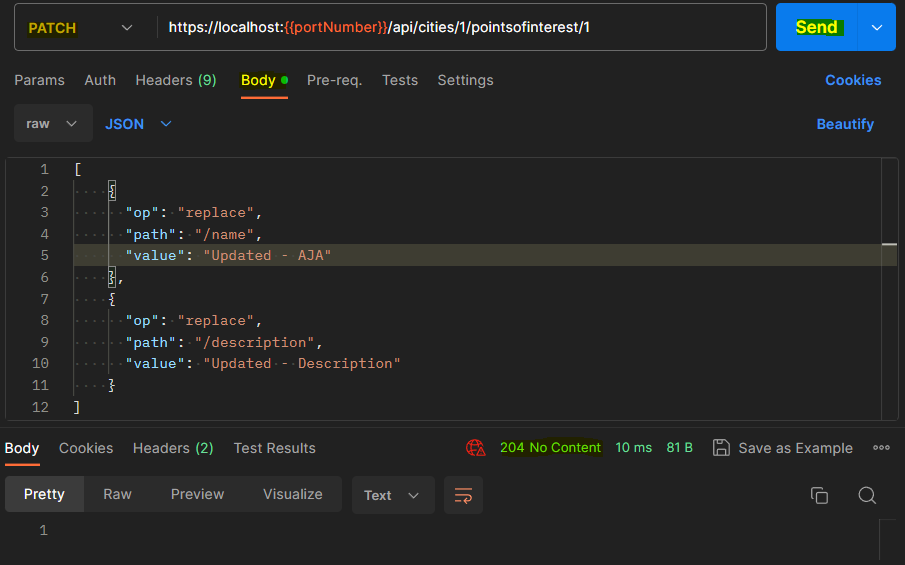 PATCH https://localhost:{{portNumber}}/api/cities/1/pointsofinterest/1 Send
Params Auth Headers (9) Body Pre-req. Tests Settings Cookies
raw JSON Beautify
1 [
2 {
3 "op": "replace",
4 "path": "/name",
5 "value": "Updated - AJA"
6 },
7 {
8 "op": "replace",
9 "path": "/description",
10 "value": "Updated - Description"
11 }
12 ]
Body Cookies Headers (2) Test Results 204 No Content 10 ms 81 B Save as Example
Pretty Raw Preview Visualize Text
1